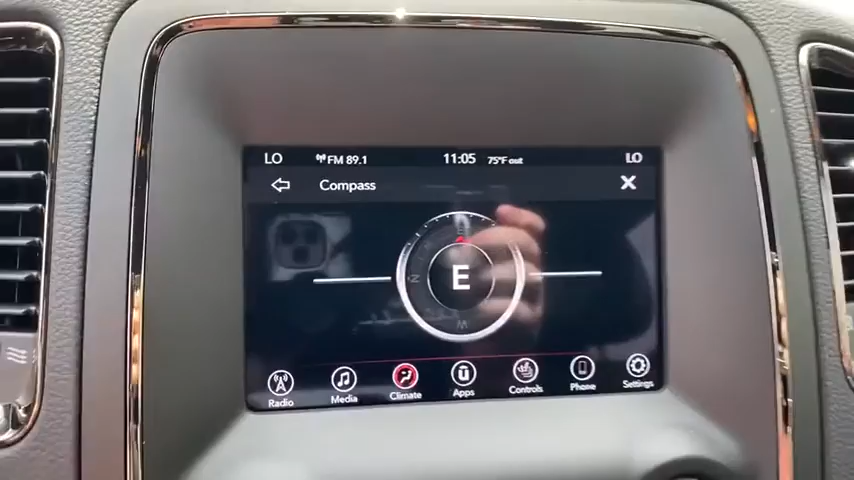 LO FM 89.1 11:05 75°F out LO
Compass
N
E
W
Radio Media Climate Apps Controls Phone Settings